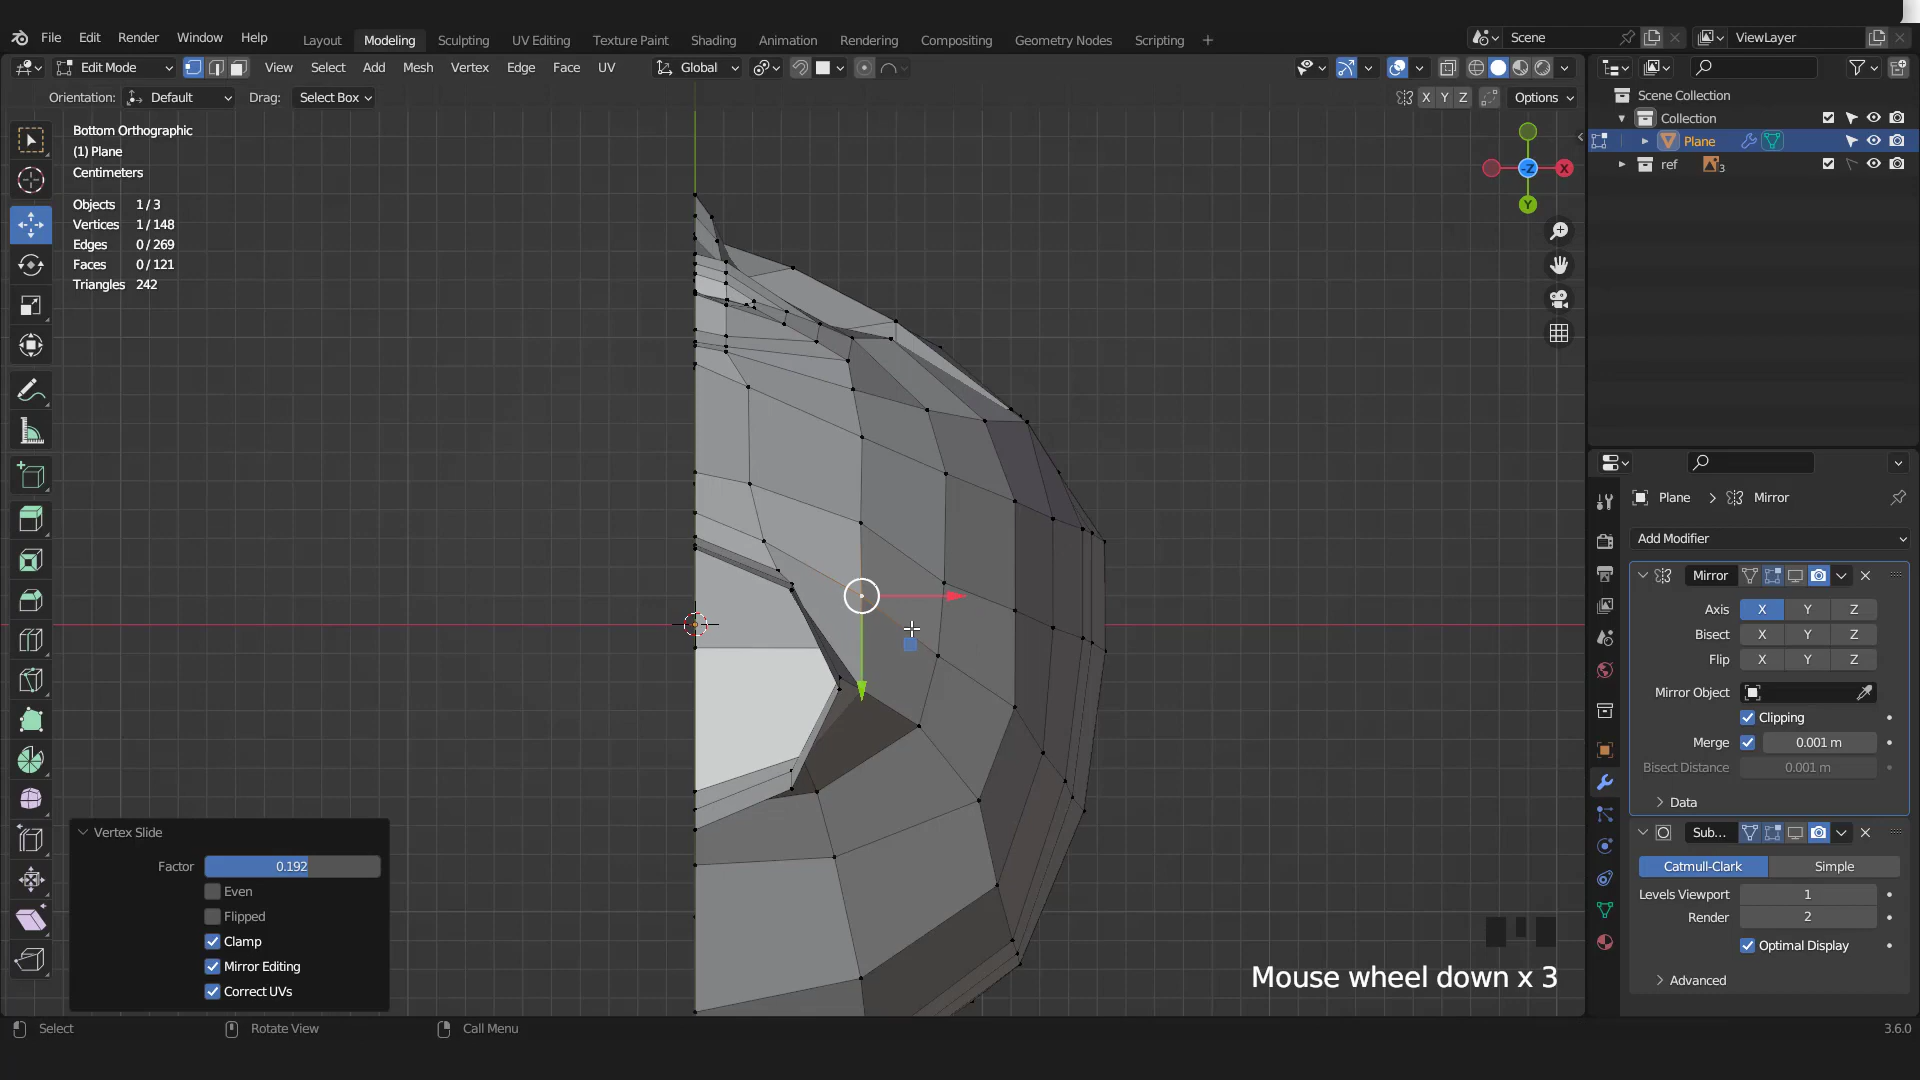 File Edit Render Window Help Layout Modeling Sculpting UV Editing Texture Paint Shading Animation Rendering Compositing Geometry Nodes Scripting + Scene ViewLayer
Edit Mode View Select Add Mesh Vertex Edge Face UV Global
Orientation: Default Drag: Select Box X Y Z Options
Bottom Orthographic
(1) Plane
Centimeters
Objects 1 / 3
Vertices 1 / 148
Edges 0 / 269
Faces 0 / 121
Triangles 242
-Z X
Y
Scene Collection
Collection
Plane
ref 3
Plane > Mirror
Add Modifier
Mirror
Axis X Y Z
Bisect X Y Z
Flip X Y Z
Mirror Object
Clipping
Merge 0.001 m
Bisect Distance 0.001 m
Data
Sub...
Catmull-Clark Simple
Levels Viewport 1
Render 2
Optimal Display
Advanced
Vertex Slide
Factor 0.192
Even
Flipped
Clamp
Mirror Editing
Correct UVs
Mouse wheel down x 3
Select Rotate View Call Menu 3.6.0